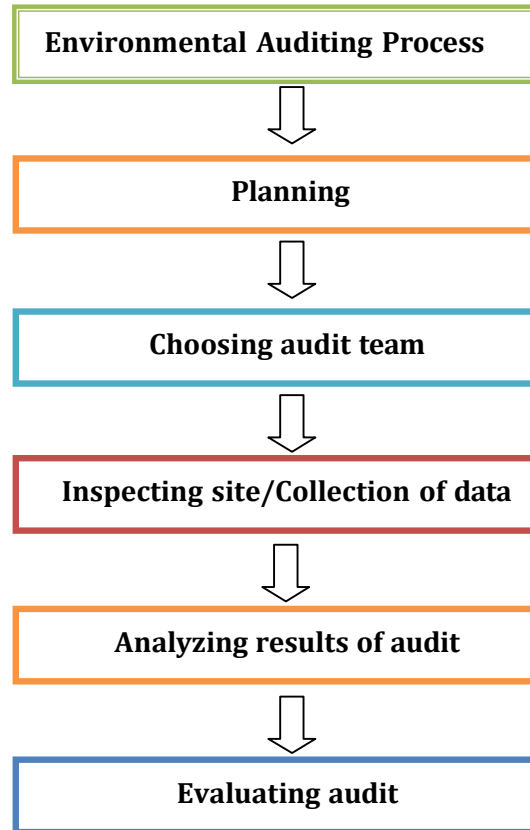 Environmental Auditing Process
Planning
Choosing audit team
Inspecting site/Collection of data
Analyzing results of audit
Evaluating audit